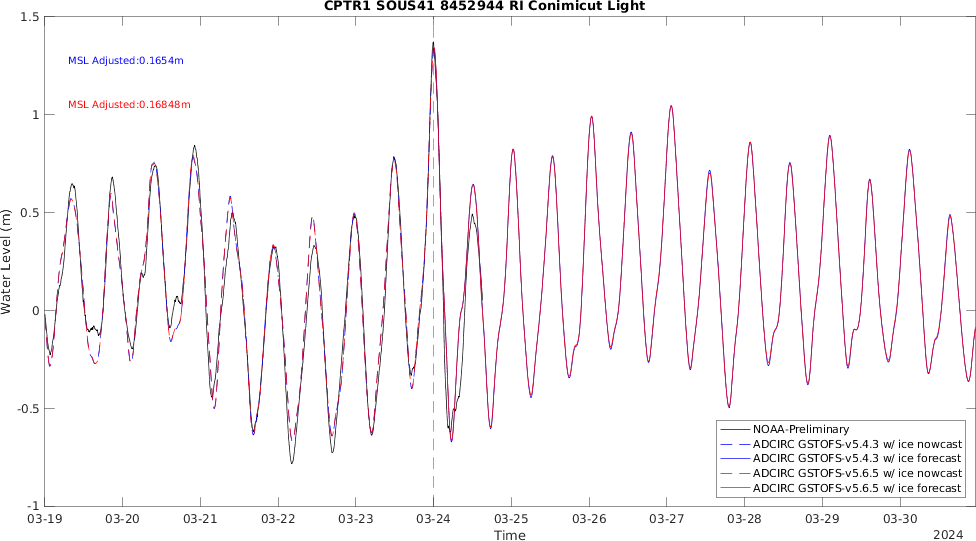 CPTR1 SOUS41 8452944 RI Conimicut Light
1.5
MSL Adjusted:0.1654m
MSL Adjusted:0.16848m
1
0.5
0
-0.5
-1
Water Level (m)
NOAA-Preliminary
ADCIRC GSTOFS-v5.4.3 w/ ice nowcast
ADCIRC GSTOFS-v5.4.3 w/ ice forecast
ADCIRC GSTOFS-v5.6.5 w/ ice nowcast
ADCIRC GSTOFS-v5.6.5 w/ ice forecast
03-19 03-20 03-21 03-22 03-23 03-24 03-25 03-26 03-27 03-28 03-29 03-30
Time
2024